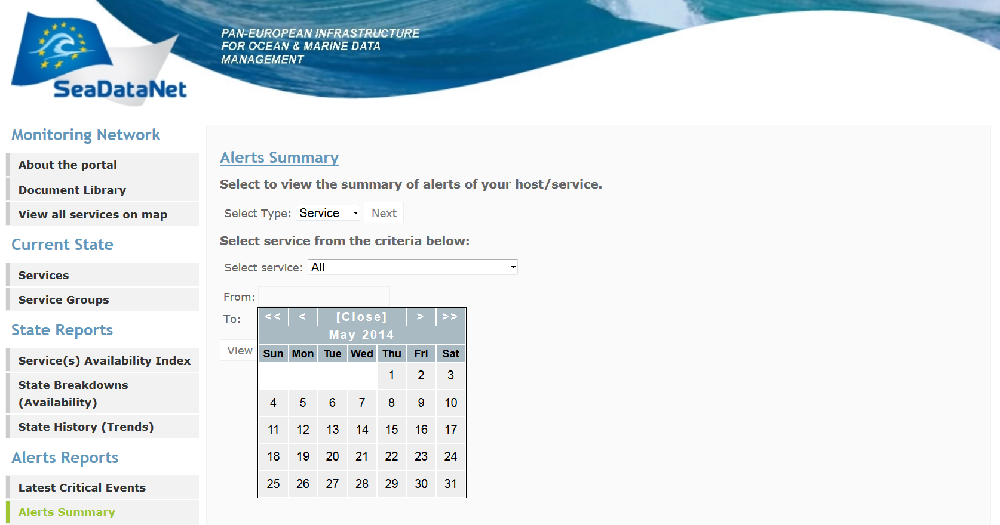 PAN-EUROPEAN INFRASTRUCTURE
FOR OCEAN & MARINE DATA
MANAGEMENT
SeaDataNet
Monitoring Network
About the portal
Document Library
View all services on map
Current State
Services
Service Groups
State Reports
Service(s) Availability Index
State Breakdowns
(Availability)
State History (Trends)
Alerts Reports
Latest Critical Events
Alerts Summary
Alerts Summary
Select to view the summary of alerts of your host/service.
Select Type: Service Next
Select service from the criteria below:
Select service: All
From:
To:
View
<< < [Close] > >>
May 2014
Sun Mon Tue Wed Thu Fri Sat
1 2 3
4 5 6 7 8 9 10
11 12 13 14 15 16 17
18 19 20 21 22 23 24
25 26 27 28 29 30 31